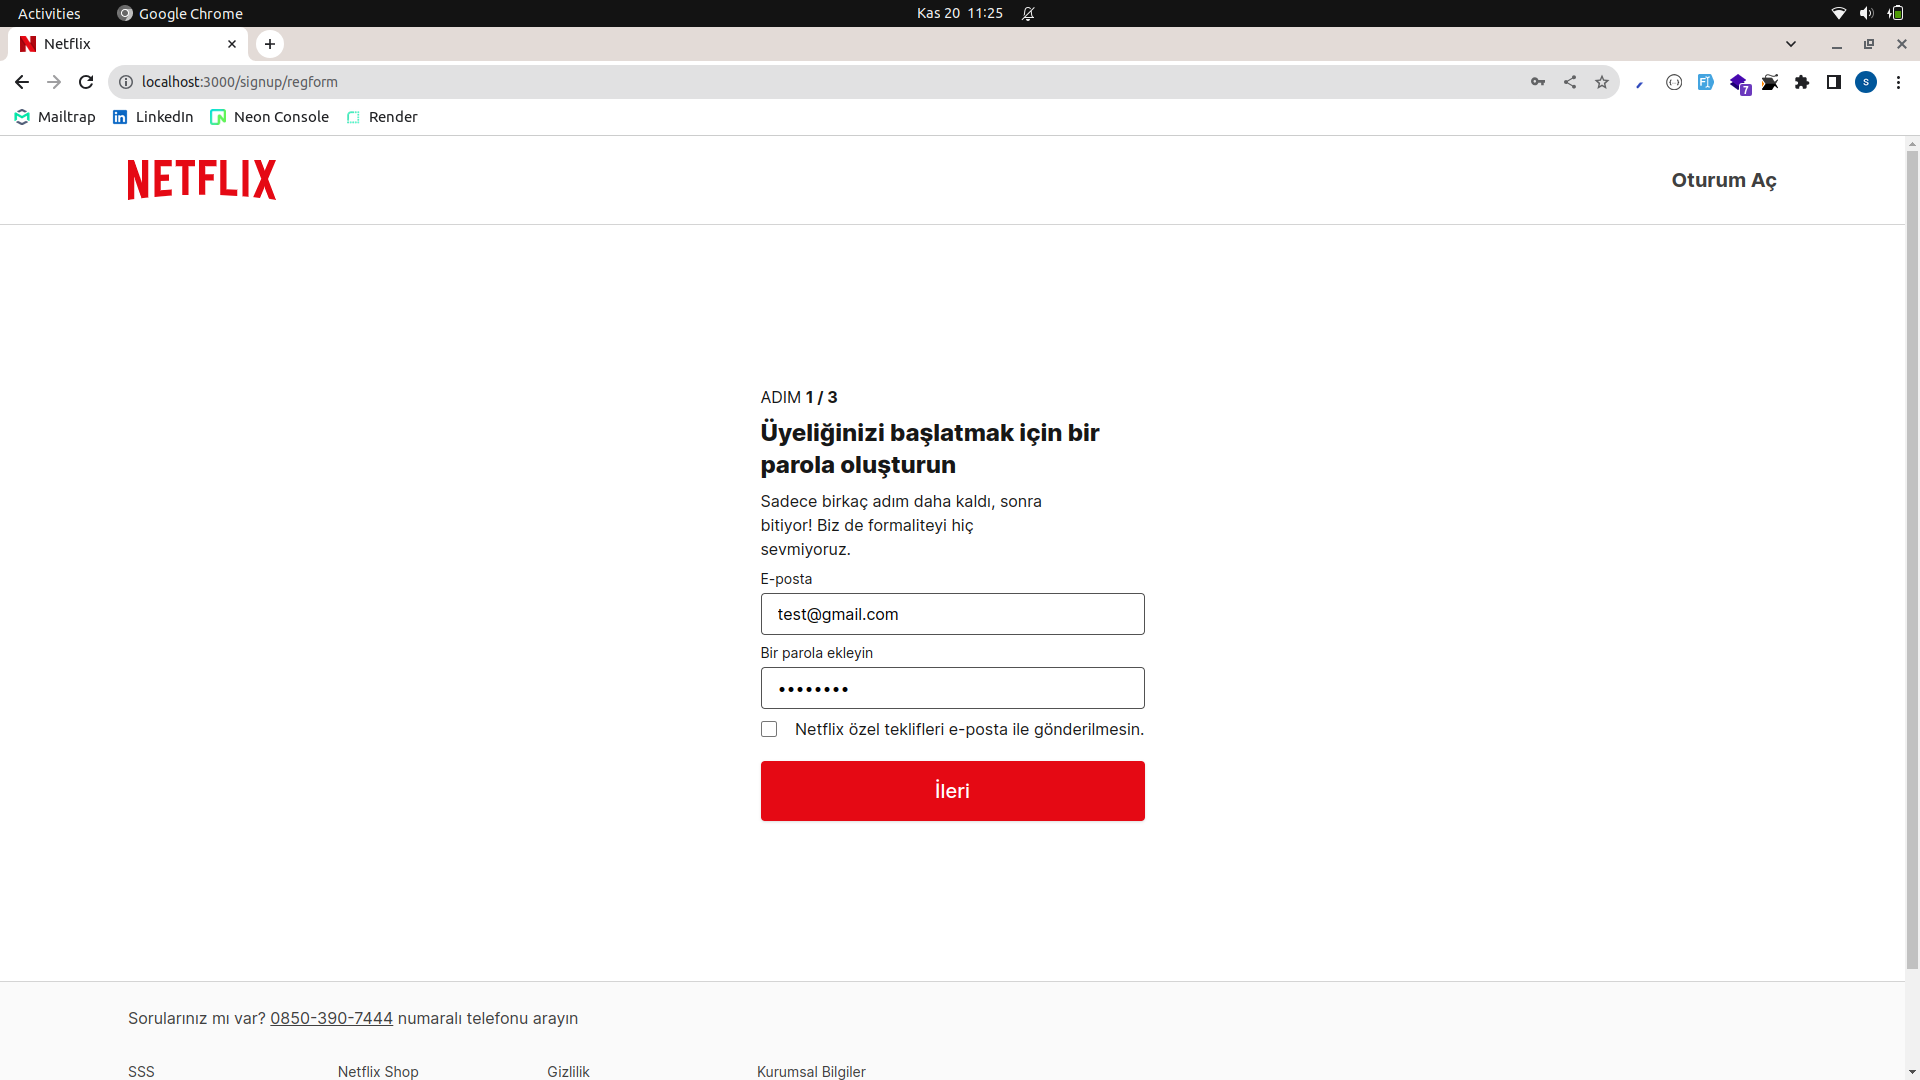 Activities
Google Chrome
Kas 20 11:25
Netflix
localhost:3000/signup/regform
7
S
Mailtrap
LinkedIn
Neon Console
Render
NETFLIX
Oturum Aç
ADIM 1 / 3
Üyeliğinizi başlatmak için bir
parola oluşturun
Sadece birkaç adım daha kaldı, sonra
bitiyor! Biz de formaliteyi hiç
sevmiyoruz.
E-posta
test@gmail.com
Bir parola ekleyin
••••••••
Netflix özel teklifleri e-posta ile gönderilmesin.
İleri
Sorularınız mı var? 0850-390-7444 numaralı telefonu arayın
SSS
Netflix Shop
Gizlilik
Kurumsal Bilgiler